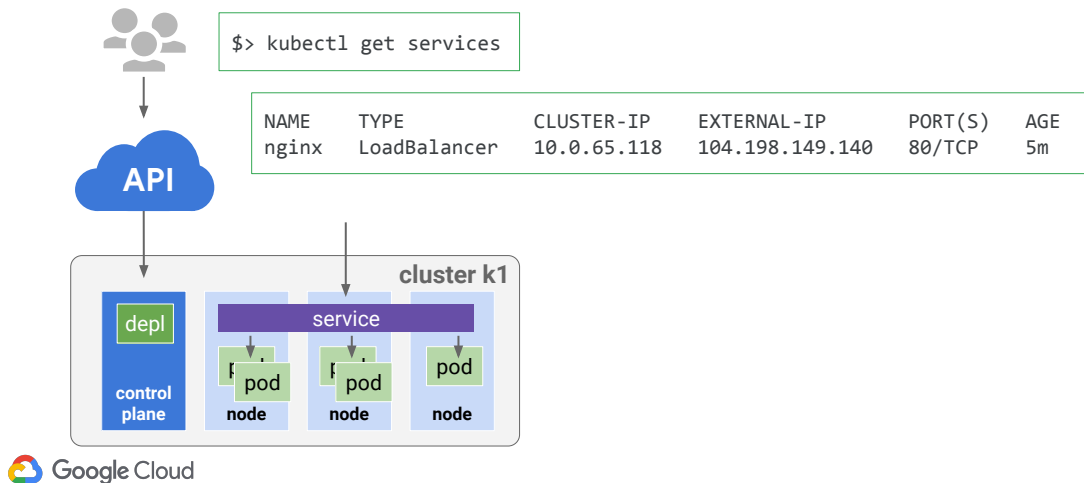 $> kubectl get services
NAME TYPE CLUSTER-IP EXTERNAL-IP PORT(S) AGE
nginx LoadBalancer 10.0.65.118 104.198.149.140 80/TCP 5m
API
cluster k1
depl
service
pod
pod
pod
pod
pod
control
plane
node
node
node
Google Cloud